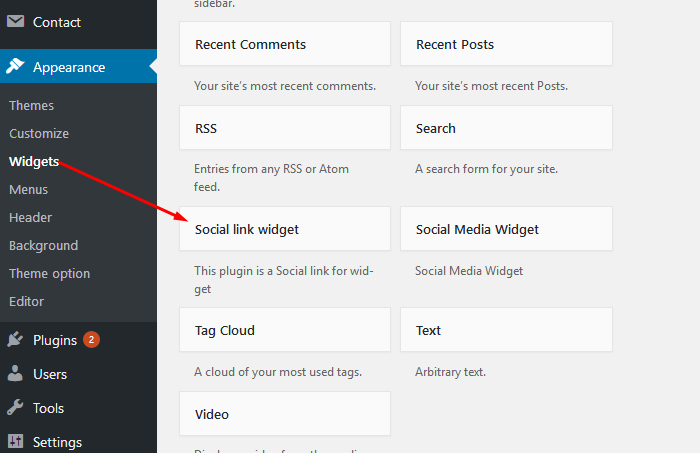 Contact
Appearance
Themes
Customize
Widgets
Menus
Header
Background
Theme option
Editor
Plugins 2
Users
Tools
Settings
sidebar.
Recent Comments
Your site's most recent comments.
Recent Posts
Your site's most recent Posts.
RSS
Entries from any RSS or Atom
feed.
Search
A search form for your site.
Social link widget
This plugin is a Social link for wid-
get
Social Media Widget
Social Media Widget
Tag Cloud
A cloud of your most used tags.
Text
Arbitrary text.
Video